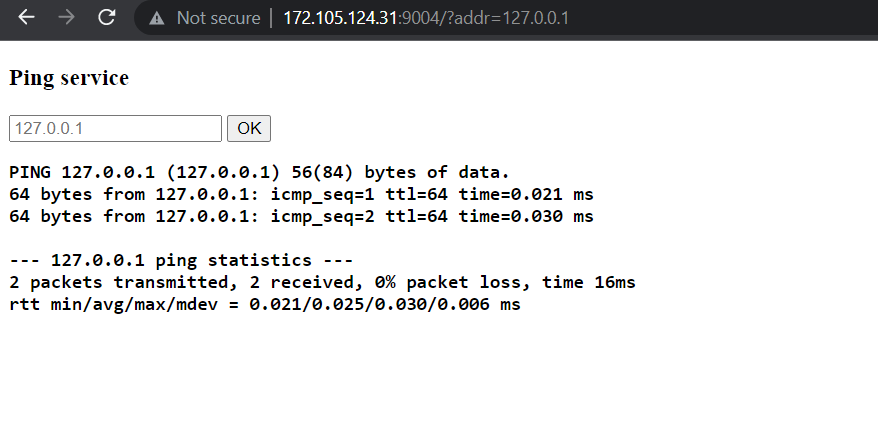 Not secure | 172.105.124.31:9004/?addr=127.0.0.1
Ping service
127.0.0.1 OK
PING 127.0.0.1 (127.0.0.1) 56(84) bytes of data.
64 bytes from 127.0.0.1: icmp_seq=1 ttl=64 time=0.021 ms
64 bytes from 127.0.0.1: icmp_seq=2 ttl=64 time=0.030 ms
--- 127.0.0.1 ping statistics ---
2 packets transmitted, 2 received, 0% packet loss, time 16ms
rtt min/avg/max/mdev = 0.021/0.025/0.030/0.006 ms